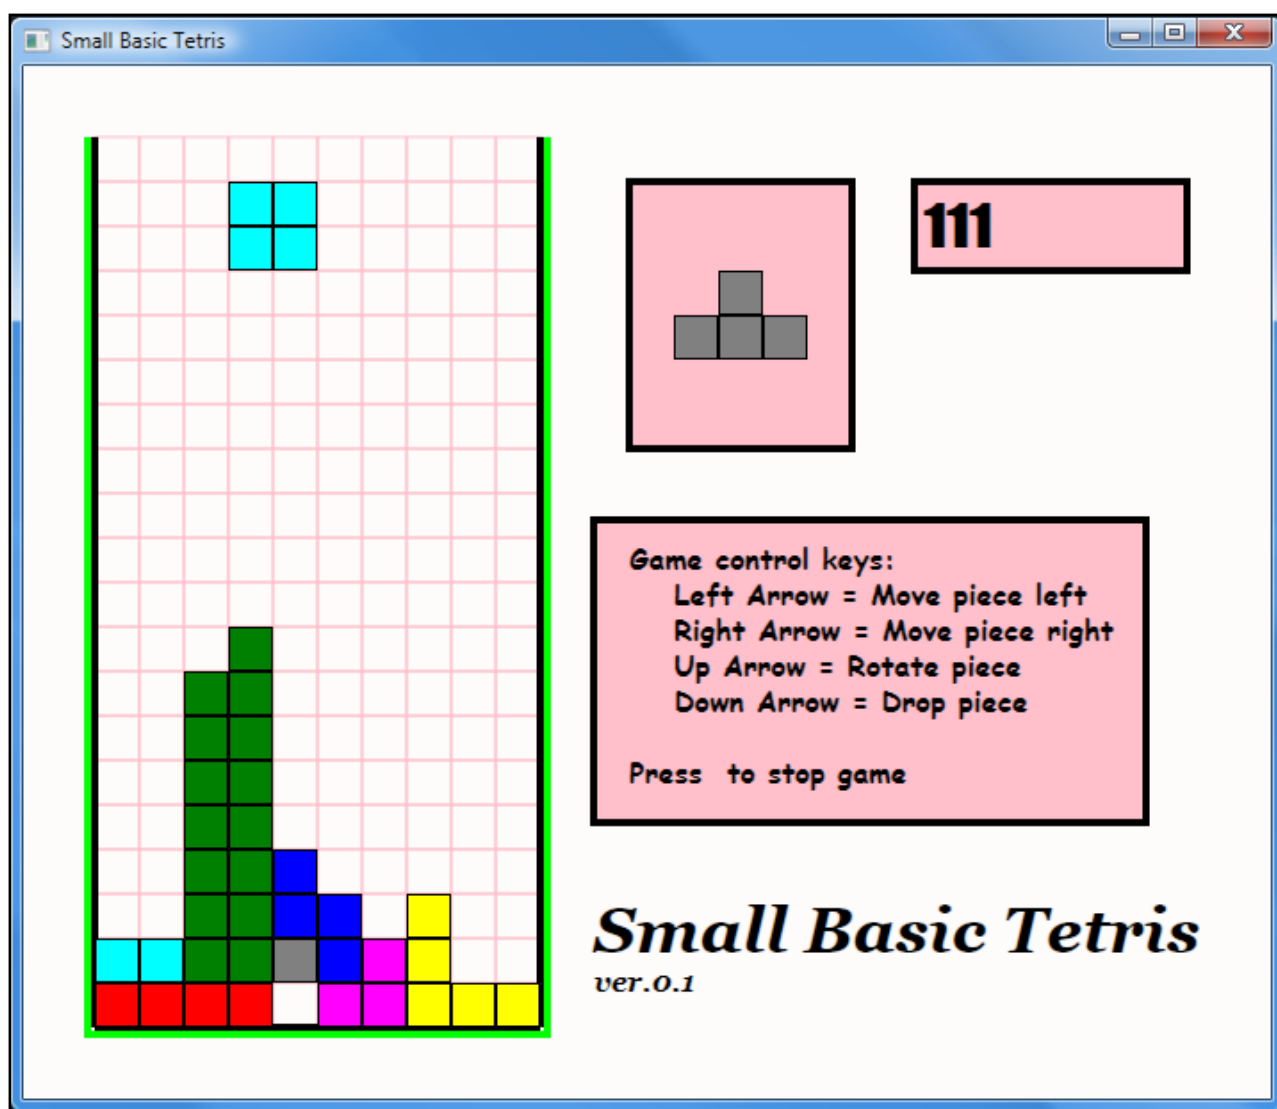 Small Basic Tetris
111
Game control keys:
Left Arrow = Move piece left
Right Arrow = Move piece right
Up Arrow = Rotate piece
Down Arrow = Drop piece
Press  to stop game
Small Basic Tetris
ver.0.1